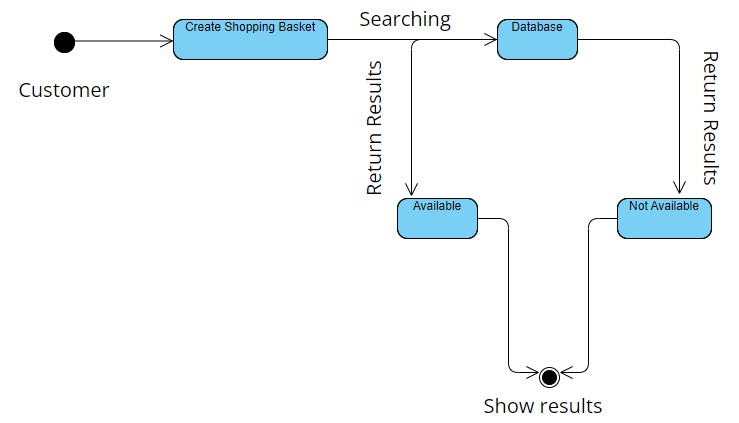 Searching
Create Shopping Basket
Database
Customer
Return Results
Return Results
Available
Not Available
Show results